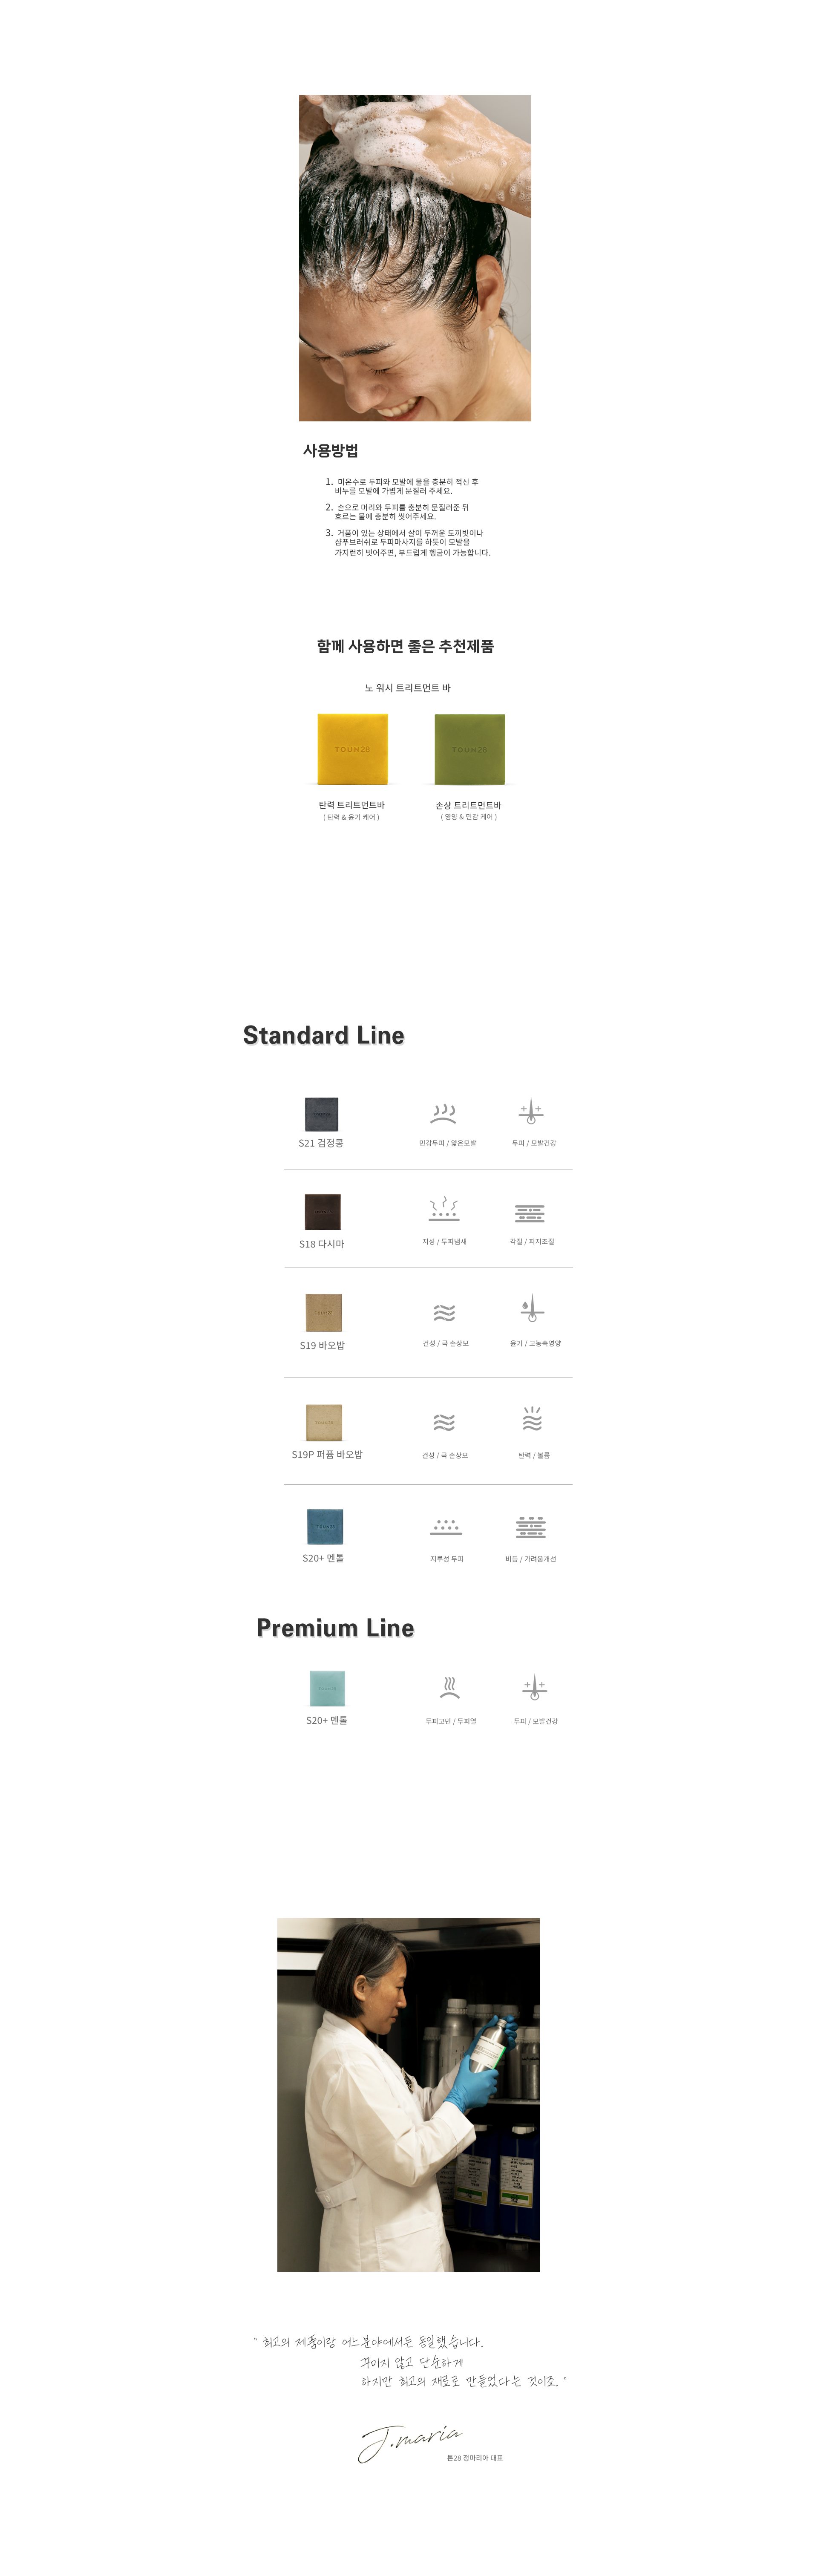 사용방법
1. 미온수로 두피와 모발에 물을 충분히 적신 후
비누를 모발에 가볍게 문질러 주세요.
2. 손으로 머리와 두피를 충분히 문질러준 뒤
흐르는 물에 충분히 씻어주세요.
3. 거품이 있는 상태에서 살이 두꺼운 도끼빗이나
샴푸브러쉬로 두피마사지를 하듯이 모발을
가지런히 빗어주면, 부드럽게 헹굼이 가능합니다.
함께 사용하면 좋은 추천제품
노 워시 트리트먼트 바
TOUN28 TOUN28
탄력 트리트먼트바 손상 트리트먼트바
( 탄력 & 윤기 케어 ) ( 영양 & 민감 케어 )
Standard Line
S21 검정콩 민감두피 / 얇은모발 두피 / 모발건강
S18 다시마 지성 / 두피냄새 각질 / 피지조절
S19 바오밥 건성 / 극 손상모 윤기 / 고농축영양
S19P 퍼퓸 바오밥 건성 / 극 손상모 탄력 / 볼륨
S20+ 멘톨 지루성 두피 비듬 / 가려움개선
Premium Line
S20+ 멘톨 두피고민 / 두피열 두피 / 모발건강
" 최고의 제품이랑 어느분야에서든 동일했습니다.
꾸미지 않고 단순하게
하지만 최고의 재료로 만들었다는 것이죠. "
J.maria
톤28 정마리아 대표